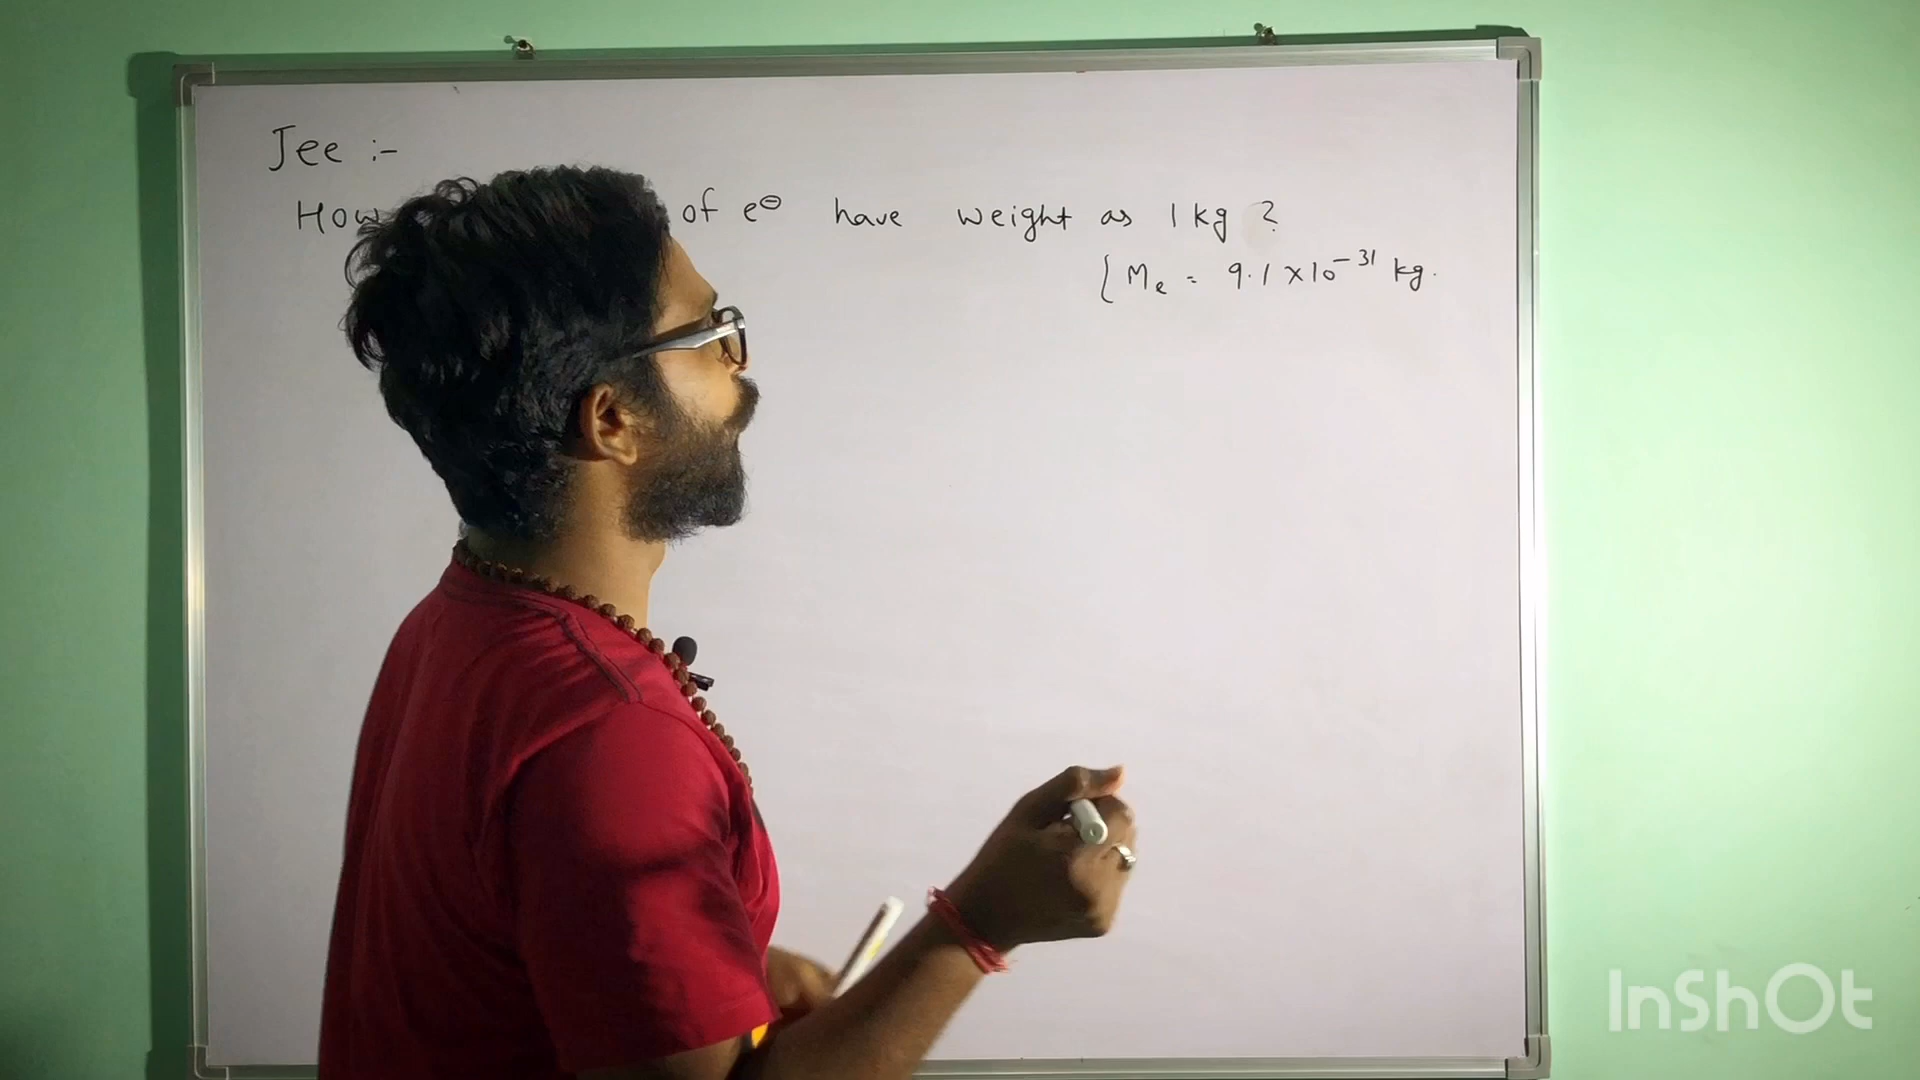 Jee :-
How of e⊖ have weight as 1 kg ?
{ Me = 9.1 × 10⁻³¹ kg.
InShOt